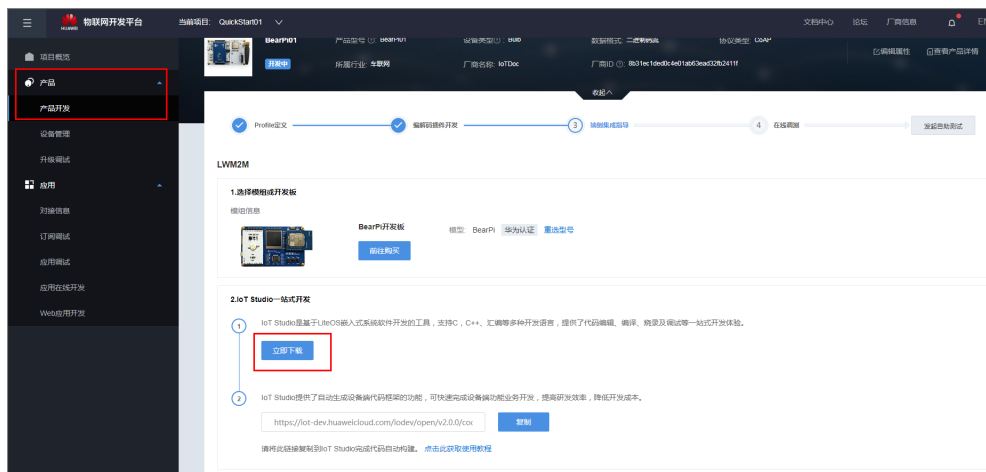 HUAWEI 物联网开发平台 当前项目: QuickStart01 文档中心 论坛 厂商信息
项目概览
产品
产品开发
设备管理
升级调试
应用
对接信息
订阅调试
应用调试
应用在线开发
Web应用开发
BearPi01 产品型号 BearPi01 设备类型 Bulb 数据格式: 二进制码流 协议类型: CoAP
开发中 所属行业: 车联网 厂商名称: IoTDoc 厂商ID 编辑属性 查看产品详情
收起
Profile定义 编解码插件开发 3 端侧集成指导 4 在线调测 发起自助测试
LWM2M
1.选择模组或开发板
模组信息
BearPi开发板 模型: BearPi 华为认证 重选型号
前往购买
2.IoT Studio一站式开发
1 IoT Studio是基于LiteOS嵌入式系统软件开发的工具，支持C，C++、汇编等多种开发语言，提供了代码编辑、编译、烧录及调试等一站式开发体验。
立即下载
2 IoT Studio提供了自动生成设备端代码框架的功能，可快速完成设备端功能业务开发，提高研发效率，降低开发成本。
https://iot-dev.huaweicloud.com/iodev/open/v2.0.0/coc 复制
请将此链接复制到IoT Studio完成代码自动构建。 点击此获取使用教程